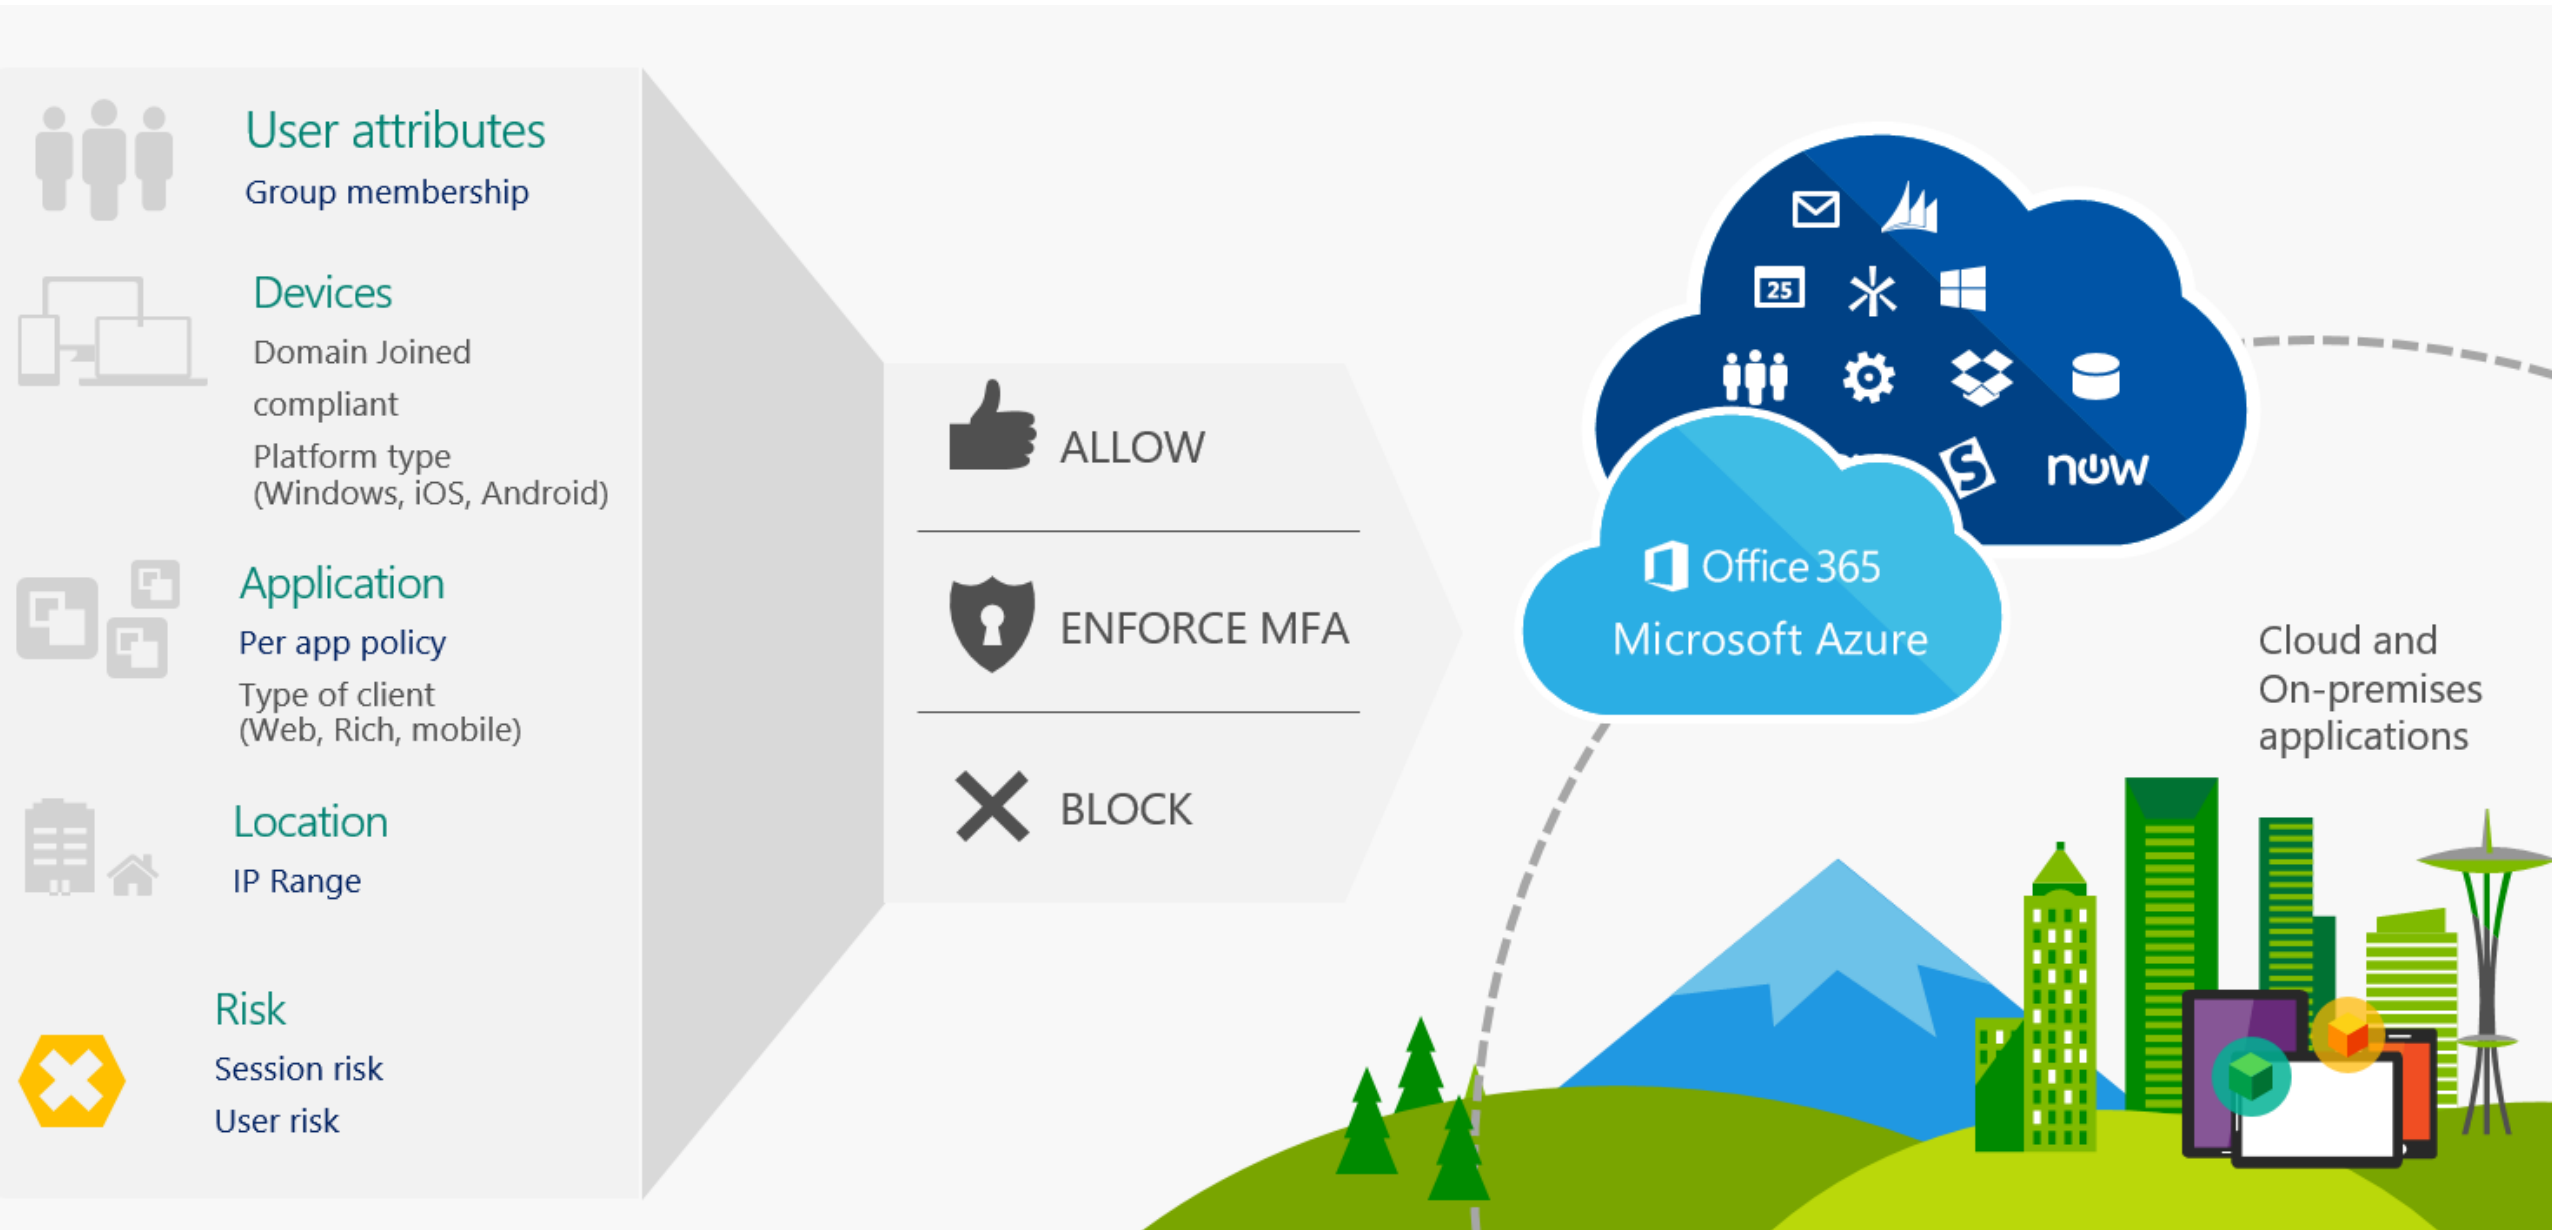 User attributes
Group membership
Devices
Domain Joined
compliant
Platform type
(Windows, iOS, Android)
Application
Per app policy
Type of client
(Web, Rich, mobile)
Location
IP Range
Risk
Session risk
User risk
ALLOW
ENFORCE MFA
BLOCK
25
S
now
Office 365
Microsoft Azure
Cloud and
On-premises
applications